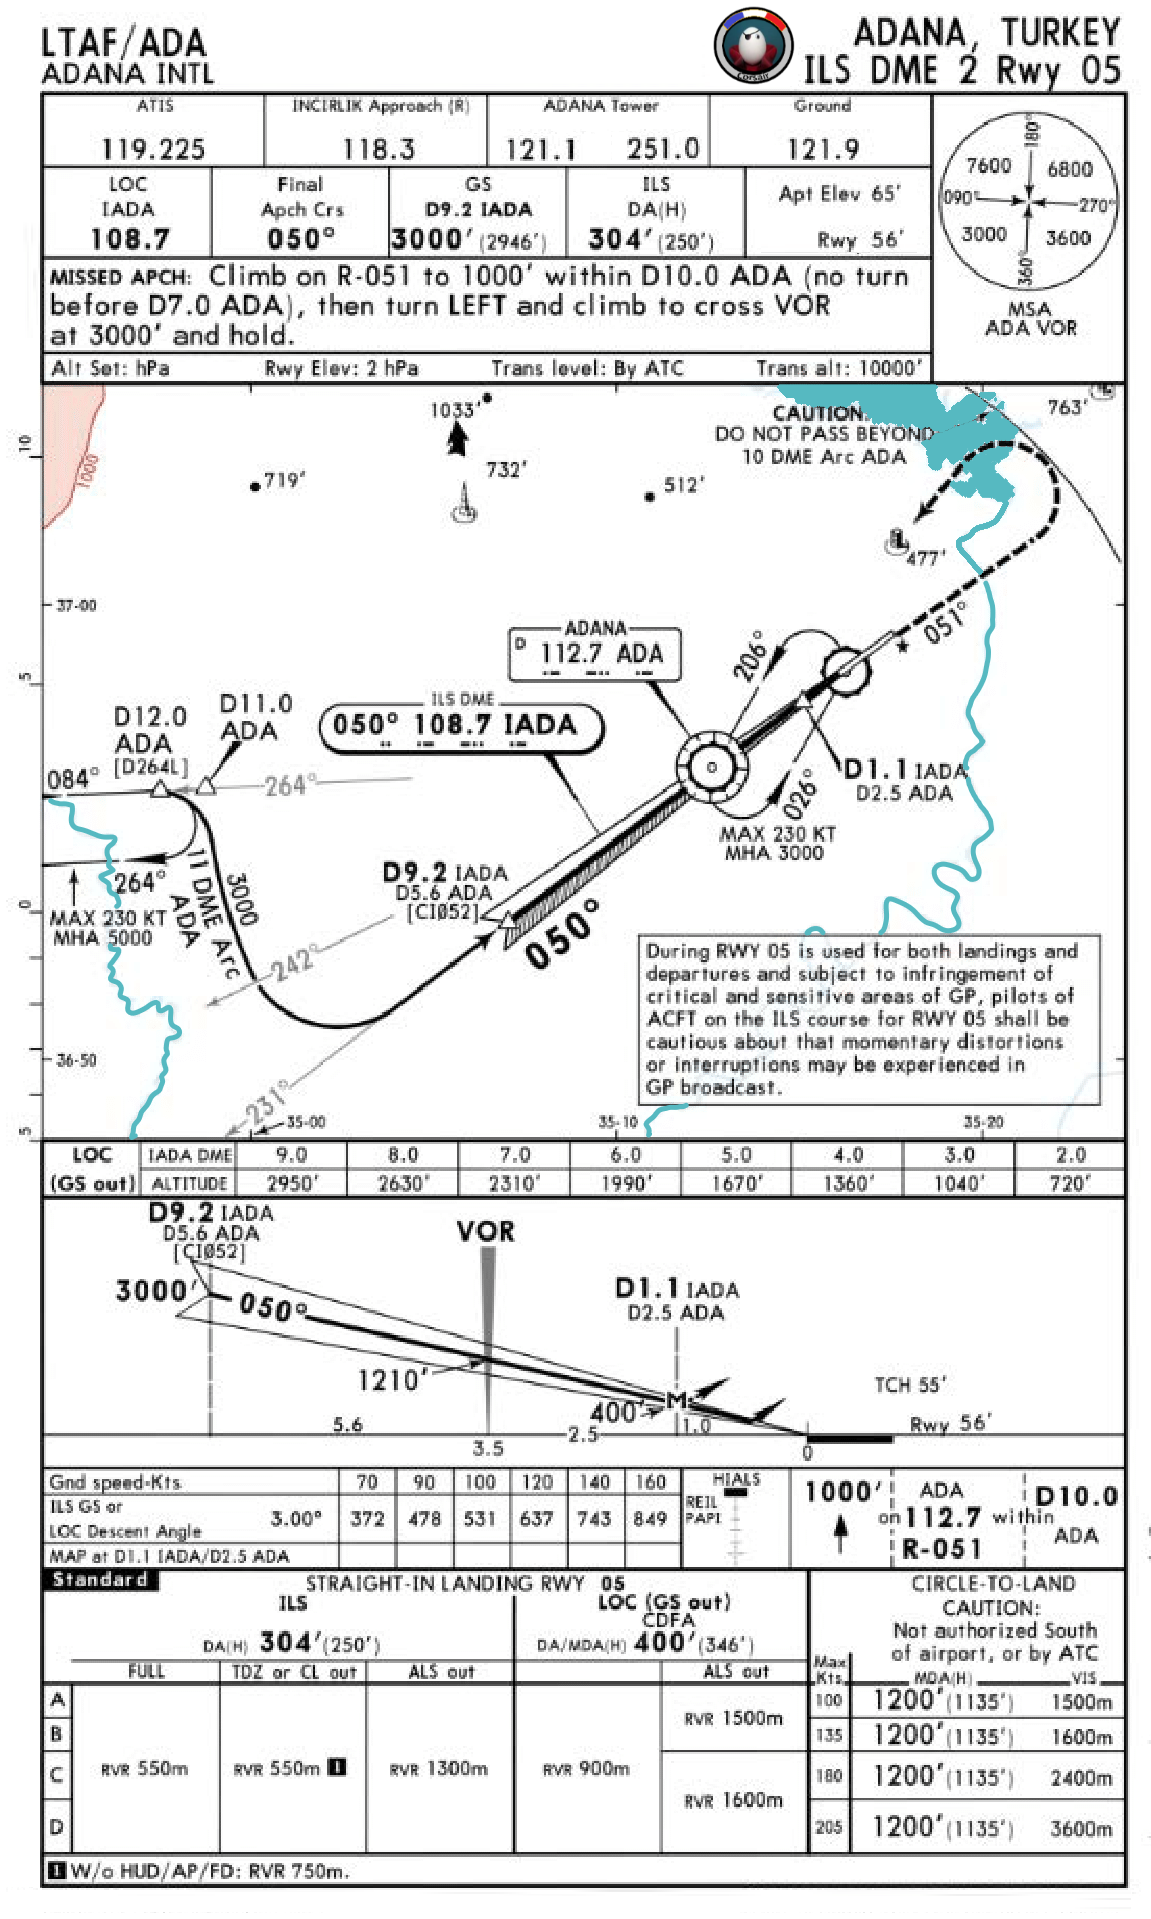 LTAF/ADA
ADANA INTL
Corsair
ADANA, TURKEY
ILS DME 2 Rwy 05
ATIS
119.225
INCIRLIK Approach (R)
118.3
ADANA Tower
121.1 251.0
Ground
121.9
LOC
IADA
108.7
Final
Apch Crs
050°
GS
D9.2 IADA
3000' (2946')
ILS
DA(H)
304' (250')
Apt Elev 65'
Rwy 56'
180°
7600 6800
090° 270°
3000 3600
360°
MSA
ADA VOR
MISSED APCH: Climb on R-051 to 1000' within D10.0 ADA (no turn
before D7.0 ADA), then turn LEFT and climb to cross VOR
at 3000' and hold.
Alt Set: hPa Rwy Elev: 2 hPa Trans level: By ATC Trans alt: 10000'
1033'
CAUTION:
DO NOT PASS BEYOND
10 DME Arc ADA
763'
10
1000
719'
732'
512'
477'
37-00
051°
ADANA
D 112.7 ADA
206°
5
ILS DME
050° 108.7 IADA
D12.0
ADA
[D264L]
D11.0
ADA
084°
264°
D1.1 IADA
D2.5 ADA
026°
MAX 230 KT
MHA 3000
D9.2 IADA
D5.6 ADA
[CI052]
264°
11 DME Arc
ADA
3000
MAX 230 KT
MHA 5000
0
050°
242°
During RWY 05 is used for both landings and
departures and subject to infringement of
critical and sensitive areas of GP, pilots of
ACFT on the ILS course for RWY 05 shall be
cautious about that momentary distortions
or interruptions may be experienced in
GP broadcast.
36-50
231°
5
35-00
35-10
35-20
LOC IADA DME 9.0 8.0 7.0 6.0 5.0 4.0 3.0 2.0
(GS out) ALTITUDE 2950' 2630' 2310' 1990' 1670' 1360' 1040' 720'
D9.2 IADA
D5.6 ADA
[CI052]
VOR
3000'
050°
D1.1 IADA
D2.5 ADA
1210'
400'
M
TCH 55'
Rwy 56'
5.6
3.5
2.5
1.0
0
Gnd speed-Kts 70 90 100 120 140 160
ILS GS or
LOC Descent Angle 3.00° 372 478 531 637 743 849
MAP at D1.1 IADA/D2.5 ADA
HIALS
REIL
PAPI
1000'
ADA
on 112.7 within
R-051
D10.0
ADA
Standard
STRAIGHT-IN LANDING RWY 05
ILS
DA(H) 304' (250')
LOC (GS out)
CDFA
DA/MDA(H) 400' (346')
CIRCLE-TO-LAND
CAUTION:
Not authorized South
of airport, or by ATC
FULL TDZ or CL out ALS out ALS out
Max
Kts MDA(H) VIS
A 100 1200' (1135') 1500m
RVR 1500m
B 135 1200' (1135') 1600m
RVR 550m RVR 550m 1 RVR 1300m RVR 900m
C 180 1200' (1135') 2400m
RVR 1600m
D 205 1200' (1135') 3600m
1 W/o HUD/AP/FD: RVR 750m.